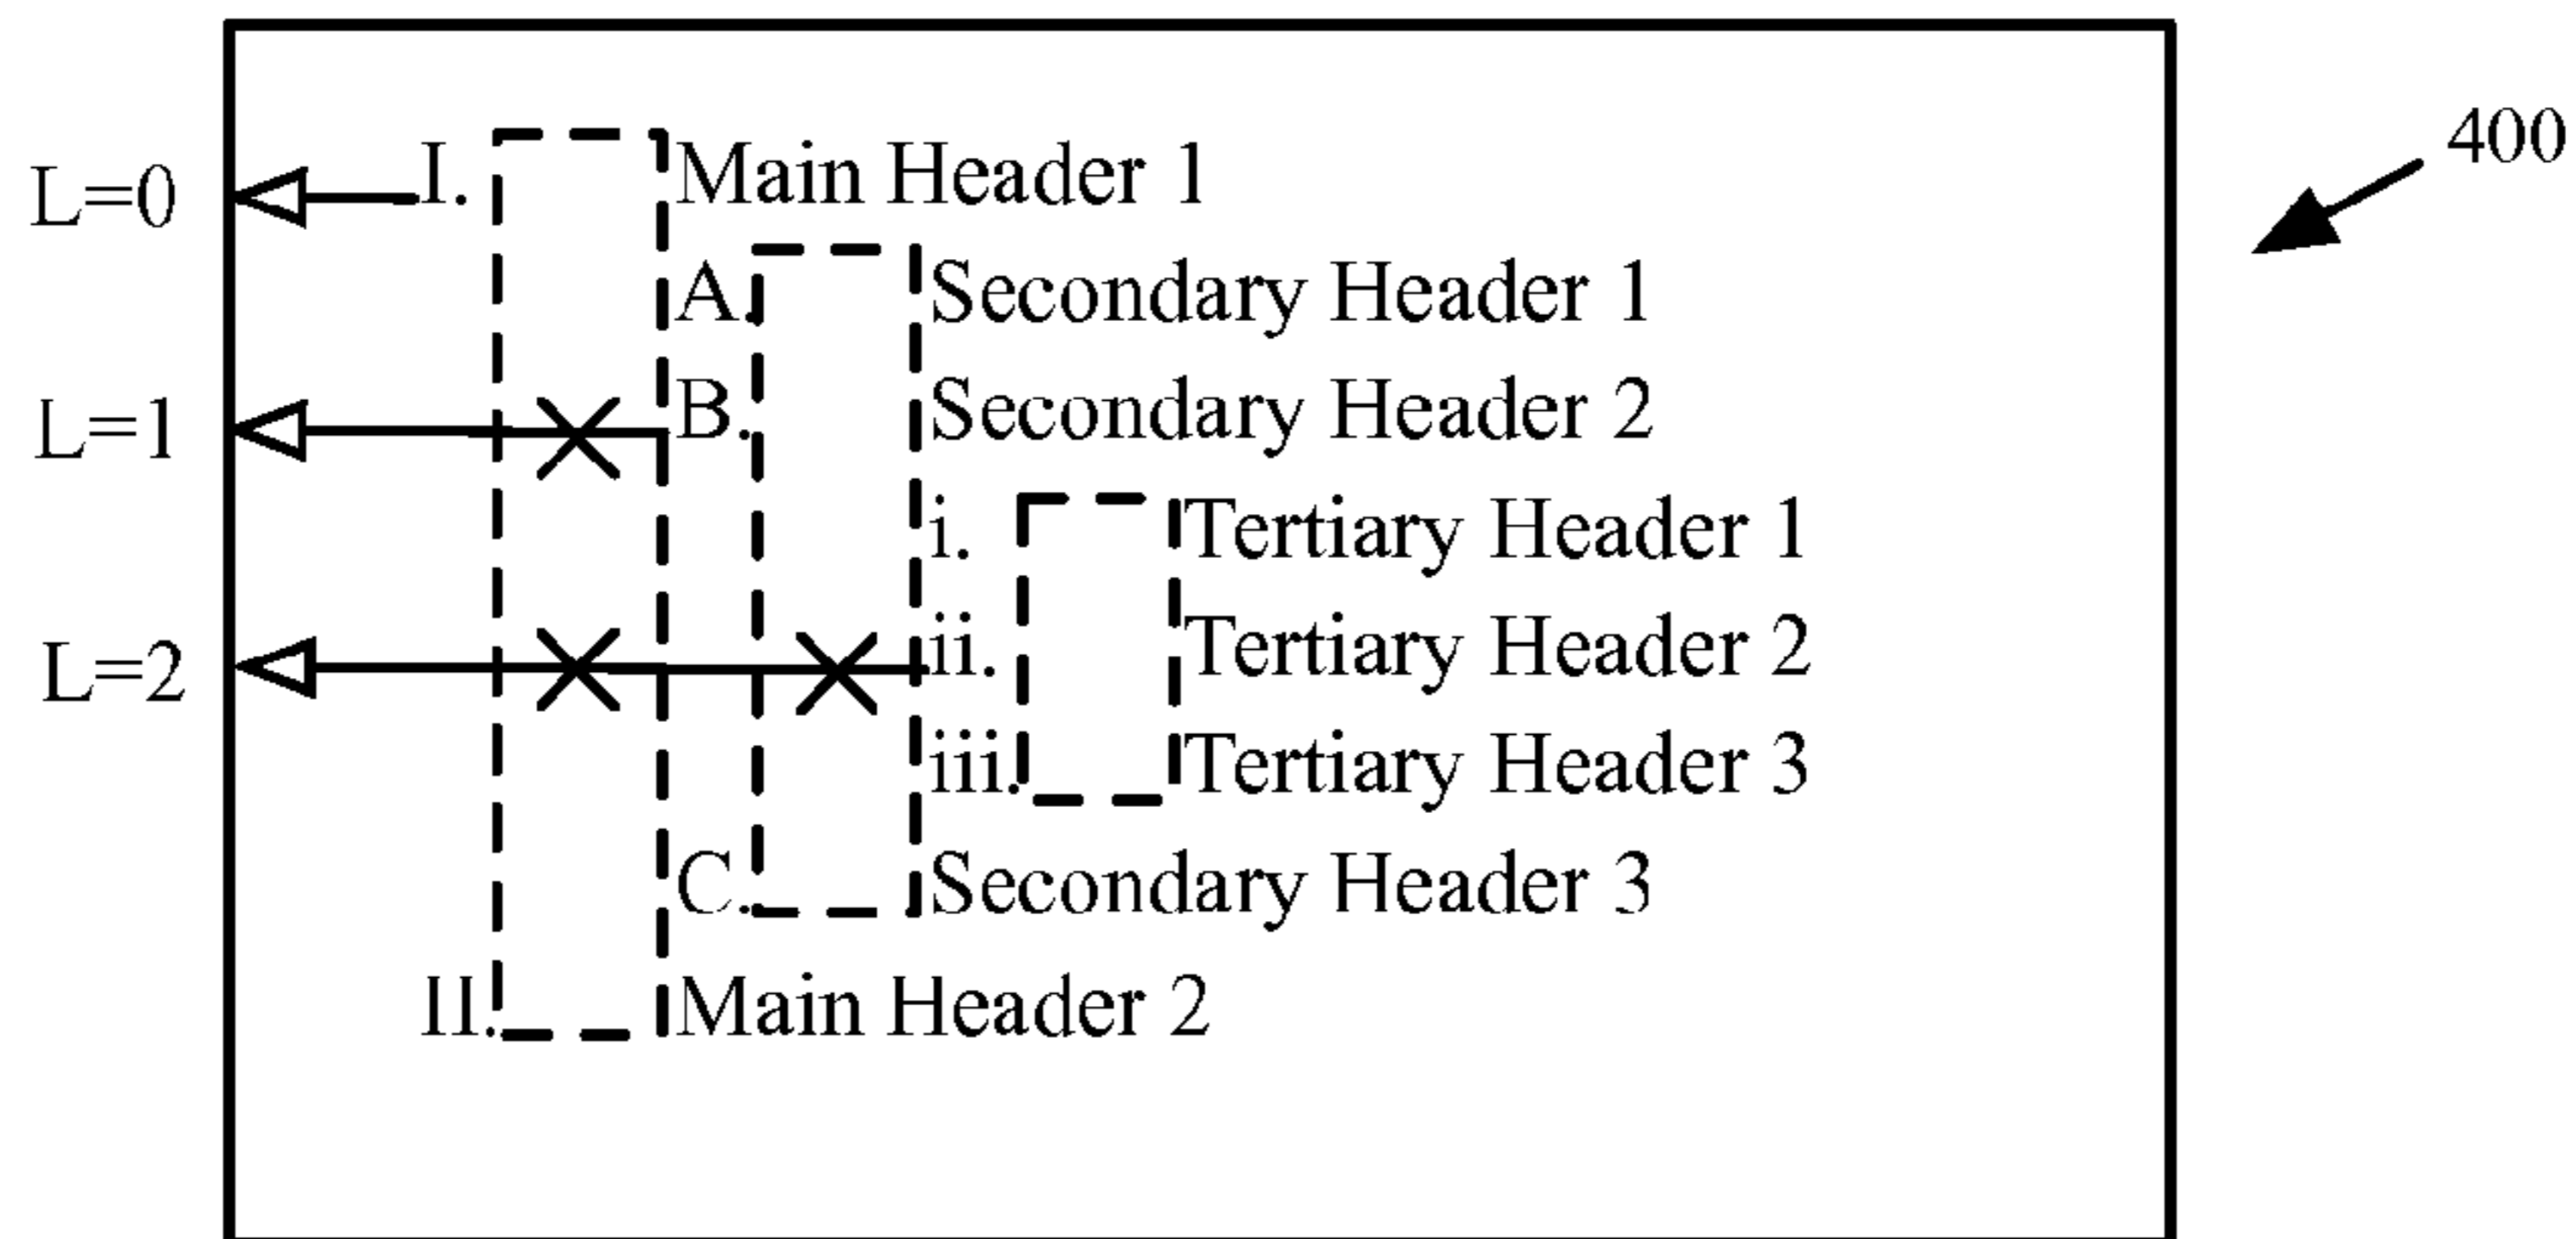 400
L=0 I. Main Header 1
A. Secondary Header 1
L=1 B. Secondary Header 2
i. Tertiary Header 1
L=2 ii. Tertiary Header 2
iii. Tertiary Header 3
C. Secondary Header 3
II. Main Header 2